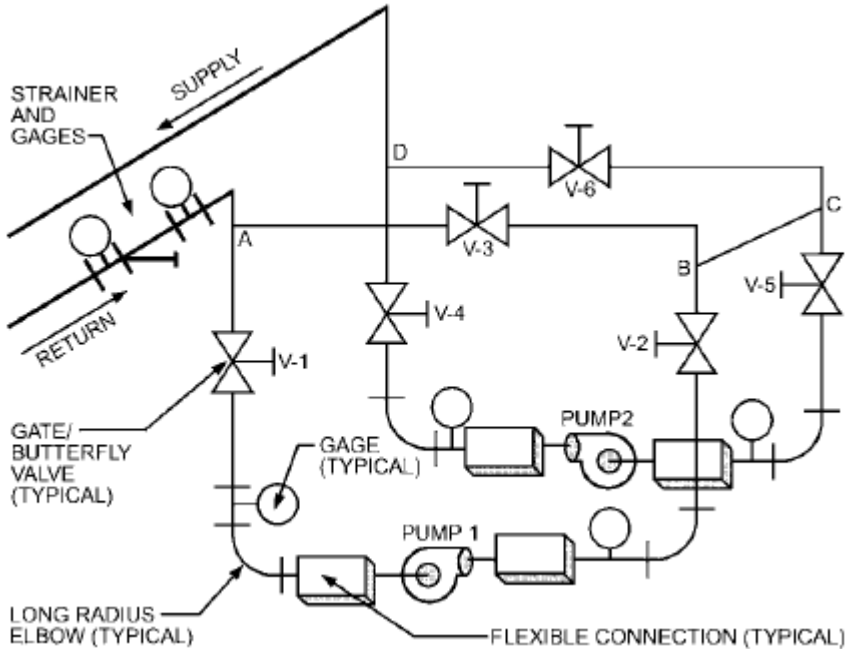 SUPPLY
STRAINER
AND
GAGES
D
V-6
C
A
V-3
B
V-5
RETURN
V-4
V-2
V-1
GATE/
BUTTERFLY
VALVE
(TYPICAL)
GAGE
(TYPICAL)
PUMP2
PUMP 1
LONG RADIUS
ELBOW (TYPICAL)
FLEXIBLE CONNECTION (TYPICAL)